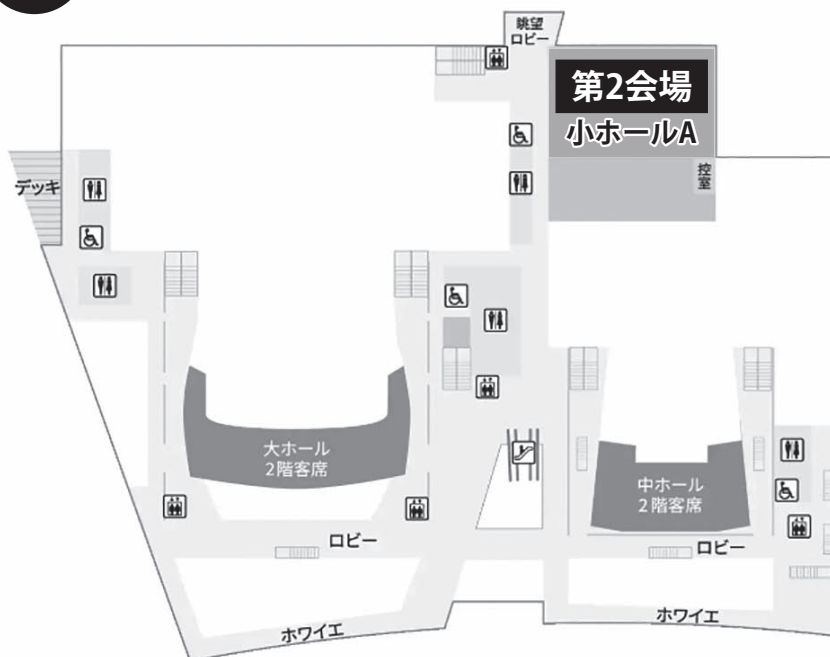 眺望
ロビー
第2会場
小ホールA
控室
デッキ
大ホール
2階客席
中ホール
2階客席
ロビー
ロビー
ホワイエ
ホワイエ